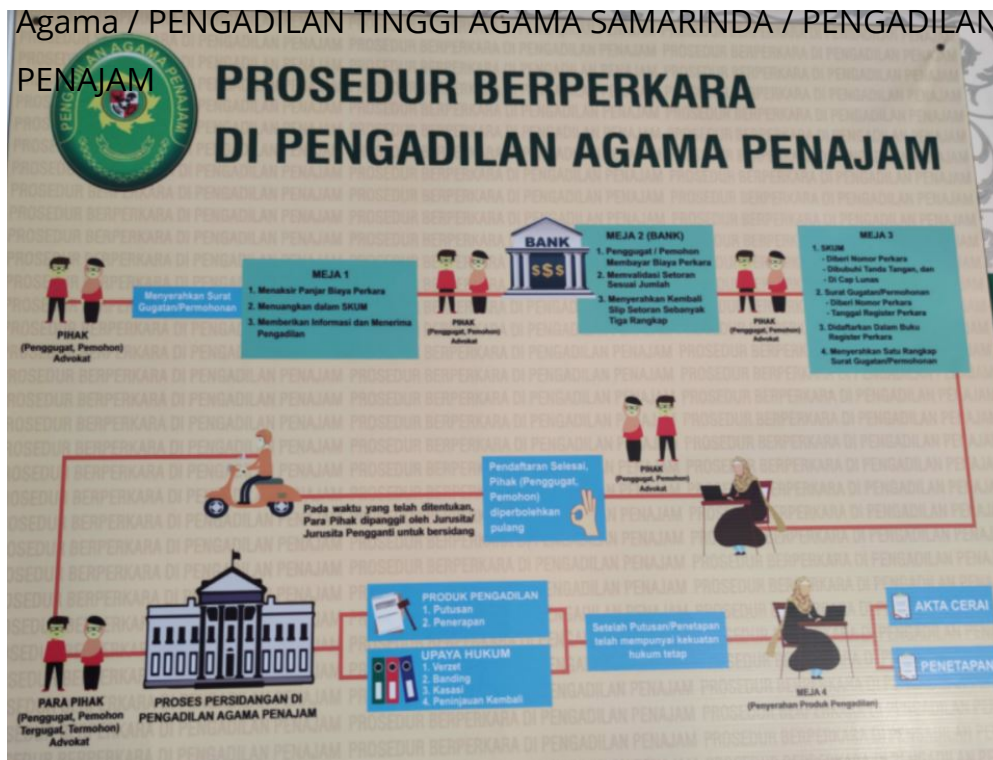 Agama / PENGADILAN TINGGI AGAMA SAMARINDA / PENGADILAN
PENAJAM
PENGADILAN AGAMA PENAJAM
PROSEDUR BERPERKARA
DI PENGADILAN AGAMA PENAJAM
PIHAK
(Penggugat, Pemohon)
Advokat
Menyerahkan Surat
Gugatan/Permohonan
MEJA 1
1. Menaksir Panjar Biaya Perkara
2. Menuangkan dalam SKUM
3. Memberikan Informasi dan Menerima
Pengadilan
PIHAK
(Penggugat, Pemohon)
Advokat
BANK
$$$
MEJA 2 (BANK)
1. Penggugat / Pemohon
Membayar Biaya Perkara
2. Memvalidasi Setoran
Sesuai Jumlah
3. Menyerahkan Kembali
Slip Setoran Sebanyak
Tiga Rangkap
PIHAK
(Penggugat, Pemohon)
Advokat
MEJA 3
1. SKUM
- Diberi Nomor Perkara
- Dibubuhi Tanda Tangan, dan
- Di Cap Lunas
2. Surat Gugatan/Permohonan
- Diberi Nomor Perkara
- Tanggal Register Perkara
3. Didaftarkan Dalam Buku
Register Perkara
4. Menyerahkan Satu Rangkap
Surat Gugatan/Permohonan
PIHAK
(Penggugat, Pemohon)
Advokat
Pendaftaran Selesai,
Pihak (Penggugat,
Pemohon)
diperbolehkan
pulang
Pada waktu yang telah ditentukan,
Para Pihak dipanggil oleh Jurusita/
Jurusita Pengganti untuk bersidang
PARA PIHAK
(Penggugat, Pemohon
Tergugat, Termohon)
Advokat
PROSES PERSIDANGAN DI
PENGADILAN AGAMA PENAJAM
PRODUK PENGADILAN
1. Putusan
2. Penerapan
UPAYA HUKUM
1. Verzet
2. Banding
3. Kasasi
4. Peninjauan Kembali
Setelah Putusan/Penetapan
telah mempunyai kekuatan
hukum tetap
MEJA 4
(Penyerahan Produk Pengadilan)
AKTA CERAI
PENETAPAN